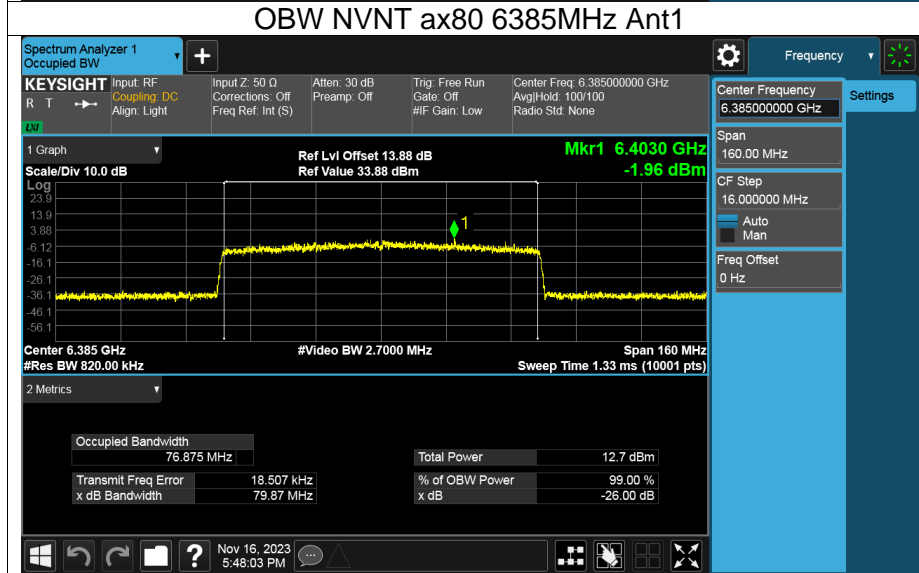 OBW NVNT ax80 6385MHz Ant1
Spectrum Analyzer 1
Occupied BW
+
Frequency
KEYSIGHT Input: RF Input Z: 50 Ω Atten: 30 dB Trig: Free Run Center Freq: 6.385000000 GHz
R T Coupling: DC Corrections: Off Preamp: Off Gate: Off Avg|Hold: 100/100
Align: Light Freq Ref: Int (S) #IF Gain: Low Radio Std: None
LXI
Center Frequency
6.385000000 GHz
Settings
Span
160.00 MHz
CF Step
16.000000 MHz
Auto
Man
Freq Offset
0 Hz
1 Graph
Ref Lvl Offset 13.88 dB Mkr1 6.4030 GHz
Scale/Div 10.0 dB Ref Value 33.88 dBm -1.96 dBm
Log
23.9
13.9
3.88
-6.12
-16.1
-26.1
-36.1
-46.1
-56.1
1
Center 6.385 GHz #Video BW 2.7000 MHz Span 160 MHz
#Res BW 820.00 kHz Sweep Time 1.33 ms (10001 pts)
2 Metrics
Occupied Bandwidth
76.875 MHz Total Power 12.7 dBm
Transmit Freq Error 18.507 kHz % of OBW Power 99.00 %
x dB Bandwidth 79.87 MHz x dB -26.00 dB
? Nov 16, 2023
5:48:03 PM